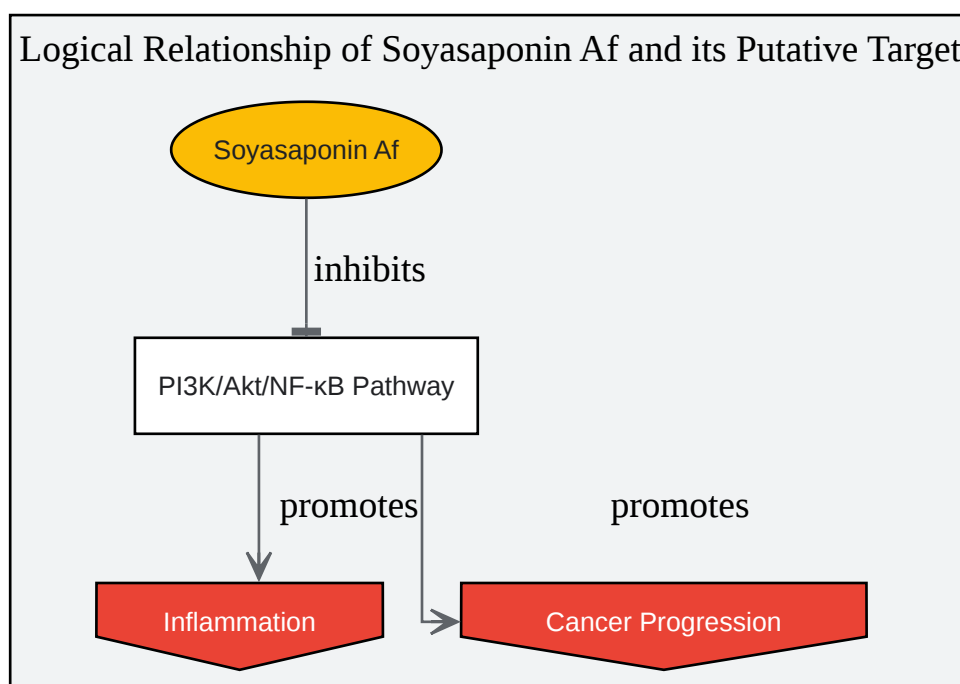 Logical Relationship of Soyasaponin Af and its Putative Target
Soyasaponin Af
inhibits
PI3K/Akt/NF-κB Pathway
promotes
promotes
Inflammation
Cancer Progression